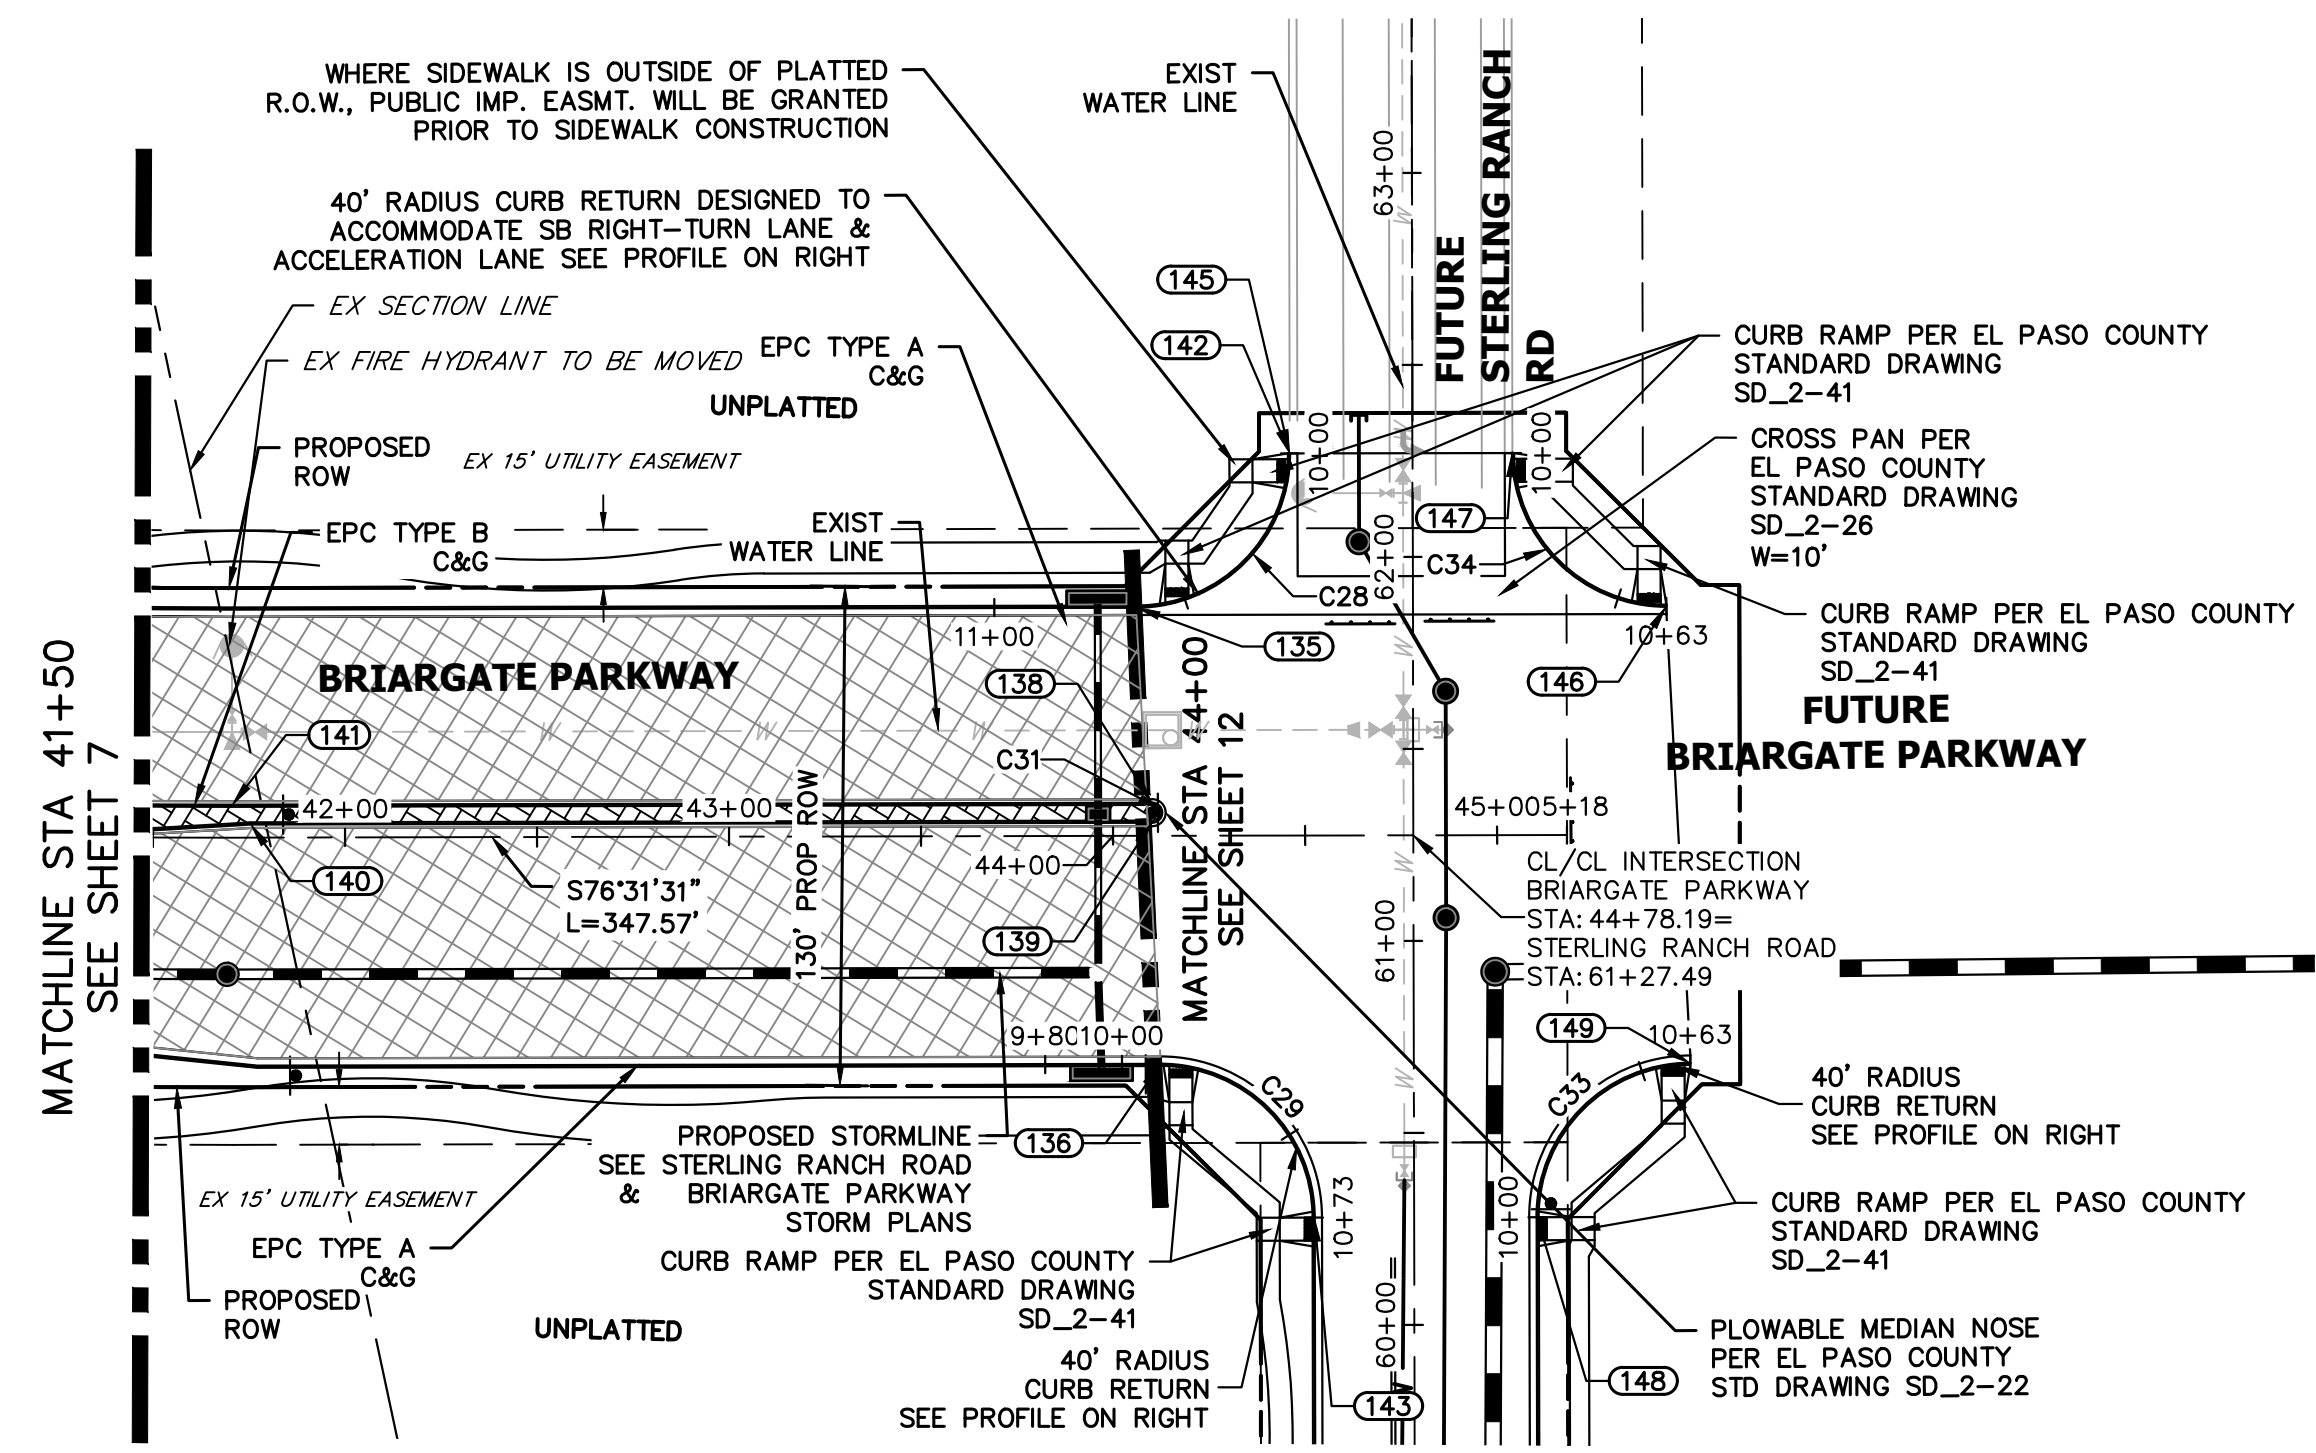 WHERE SIDEWALK IS OUTSIDE OF PLATTED
R.O.W., PUBLIC IMP. EASMT. WILL BE GRANTED
PRIOR TO SIDEWALK CONSTRUCTION
EXIST
WATER LINE
63+00
FUTURE
STERLING RANCH
RD
40' RADIUS CURB RETURN DESIGNED TO
ACCOMMODATE SB RIGHT-TURN LANE &
ACCELERATION LANE SEE PROFILE ON RIGHT
145
142
EX SECTION LINE
EX FIRE HYDRANT TO BE MOVED
EPC TYPE A
C&G
UNPLATTED
CURB RAMP PER EL PASO COUNTY
STANDARD DRAWING
SD_2-41
PROPOSED
ROW
EX 15' UTILITY EASEMENT
10+00
10+00
CROSS PAN PER
EL PASO COUNTY
STANDARD DRAWING
SD_2-26
W=10'
EPC TYPE B
C&G
EXIST
WATER LINE
147
62+00
C34
C28
CURB RAMP PER EL PASO COUNTY
STANDARD DRAWING
SD_2-41
11+00
135
10+63
146
138
BRIARGATE PARKWAY
FUTURE
BRIARGATE PARKWAY
MATCHLINE STA 41+50
SEE SHEET 7
141
W
W
W
W
W
W
C31
MATCHLINE STA 44+00
SEE SHEET 12
42+00
43+00
130' PROP ROW
45+005+18
140
44+00
S76°31'31"
L=347.57'
139
61+00
CL/CL INTERSECTION
BRIARGATE PARKWAY
STA: 44+78.19=
STERLING RANCH ROAD
STA: 61+27.49
9+80
10+00
149
10+63
C29
C33
40' RADIUS
CURB RETURN
SEE PROFILE ON RIGHT
W
W
PROPOSED STORMLINE
SEE STERLING RANCH ROAD
& BRIARGATE PARKWAY
STORM PLANS
136
EX 15' UTILITY EASEMENT
10+73
10+00
CURB RAMP PER EL PASO COUNTY
STANDARD DRAWING
SD_2-41
EPC TYPE A
C&G
CURB RAMP PER EL PASO COUNTY
STANDARD DRAWING
SD_2-41
PROPOSED
ROW
UNPLATTED
60+00=
PLOWABLE MEDIAN NOSE
PER EL PASO COUNTY
STD DRAWING SD_2-22
40' RADIUS
CURB RETURN
SEE PROFILE ON RIGHT
143
148